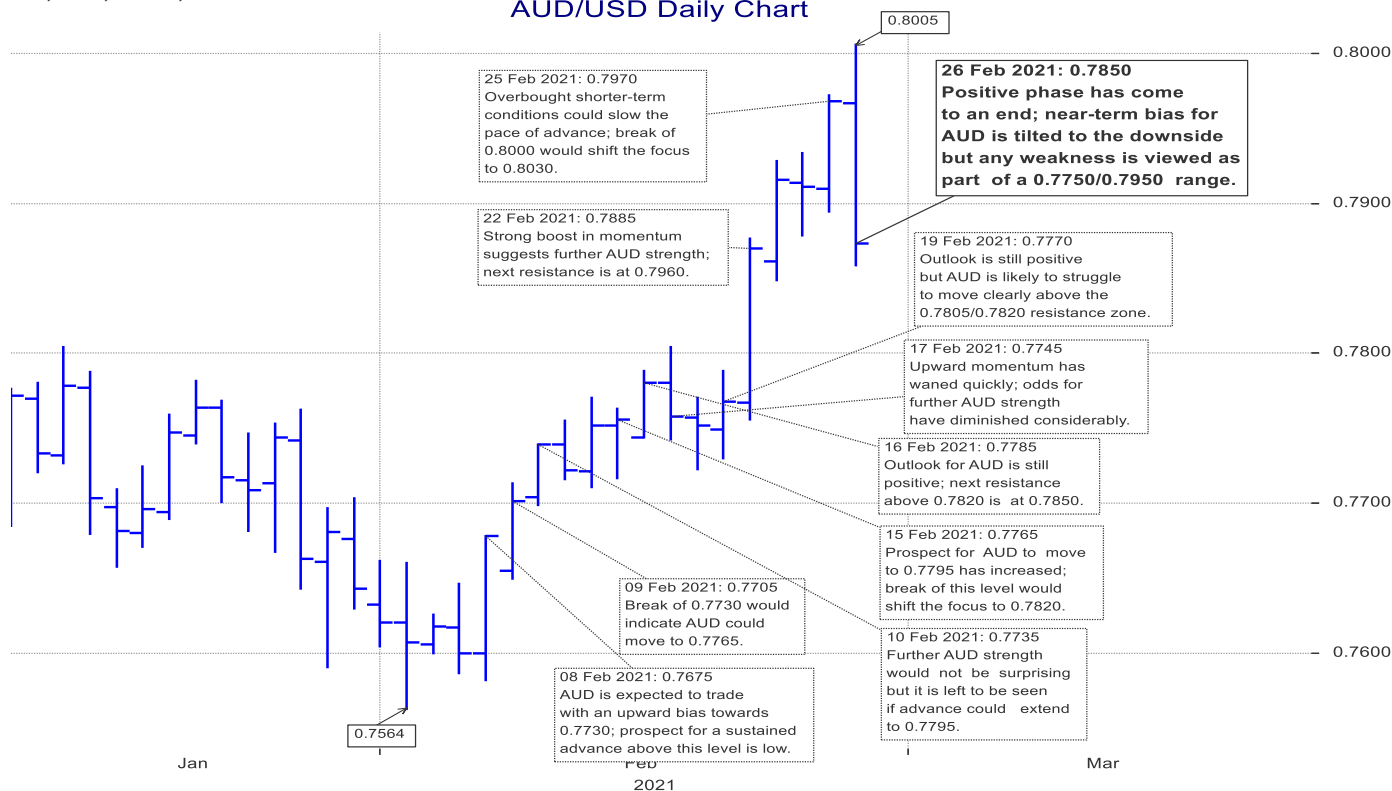 AUD/USD Daily Chart
0.8005
0.8000
25 Feb 2021: 0.7970
Overbought shorter-term
conditions could slow the
pace of advance; break of
0.8000 would shift the focus
to 0.8030.
26 Feb 2021: 0.7850
Positive phase has come
to an end; near-term bias for
AUD is tilted to the downside
but any weakness is viewed as
part of a 0.7750/0.7950 range.
0.7900
22 Feb 2021: 0.7885
Strong boost in momentum
suggests further AUD strength;
next resistance is at 0.7960.
19 Feb 2021: 0.7770
Outlook is still positive
but AUD is likely to struggle
to move clearly above the
0.7805/0.7820 resistance zone.
0.7800
17 Feb 2021: 0.7745
Upward momentum has
waned quickly; odds for
further AUD strength
have diminished considerably.
16 Feb 2021: 0.7785
Outlook for AUD is still
positive; next resistance
above 0.7820 is at 0.7850.
0.7700
15 Feb 2021: 0.7765
Prospect for AUD to move
to 0.7795 has increased;
break of this level would
shift the focus to 0.7820.
09 Feb 2021: 0.7705
Break of 0.7730 would
indicate AUD could
move to 0.7765.
10 Feb 2021: 0.7735
Further AUD strength
would not be surprising
but it is left to be seen
if advance could extend
to 0.7795.
0.7600
08 Feb 2021: 0.7675
AUD is expected to trade
with an upward bias towards
0.7730; prospect for a sustained
advance above this level is low.
0.7564
Jan
Feb
Mar
2021